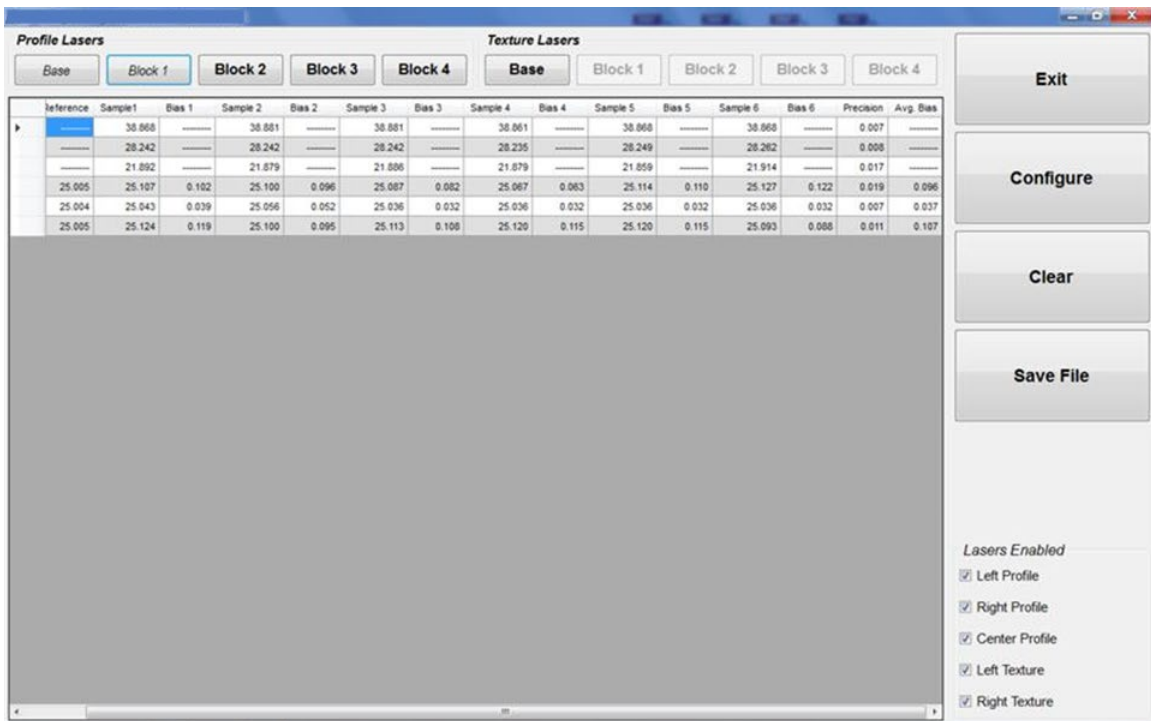 Profile Lasers Texture Lasers
Base Block 1 Block 2 Block 3 Block 4 Base Block 1 Block 2 Block 3 Block 4
Exit
Reference Sample1 Bias 1 Sample 2 Bias 2 Sample 3 Bias 3 Sample 4 Bias 4 Sample 5 Bias 5 Sample 6 Bias 6 Precision Avg. Bias
-------- 38.868 -------- 38.881 -------- 38.881 -------- 38.861 -------- 38.868 -------- 38.868 -------- 0.007 --------
-------- 28.242 -------- 28.242 -------- 28.242 -------- 28.235 -------- 28.249 -------- 28.262 -------- 0.008 --------
-------- 21.892 -------- 21.879 -------- 21.886 -------- 21.879 -------- 21.859 -------- 21.914 -------- 0.017 --------
25.005 25.107 0.102 25.100 0.096 25.087 0.082 25.067 0.063 25.114 0.110 25.127 0.122 0.019 0.096
25.004 25.043 0.039 25.056 0.052 25.036 0.032 25.036 0.032 25.036 0.032 25.036 0.032 0.007 0.037
25.005 25.124 0.119 25.100 0.095 25.113 0.108 25.120 0.115 25.120 0.115 25.093 0.088 0.011 0.107
Configure
Clear
Save File
Lasers Enabled
Left Profile
Right Profile
Center Profile
Left Texture
Right Texture